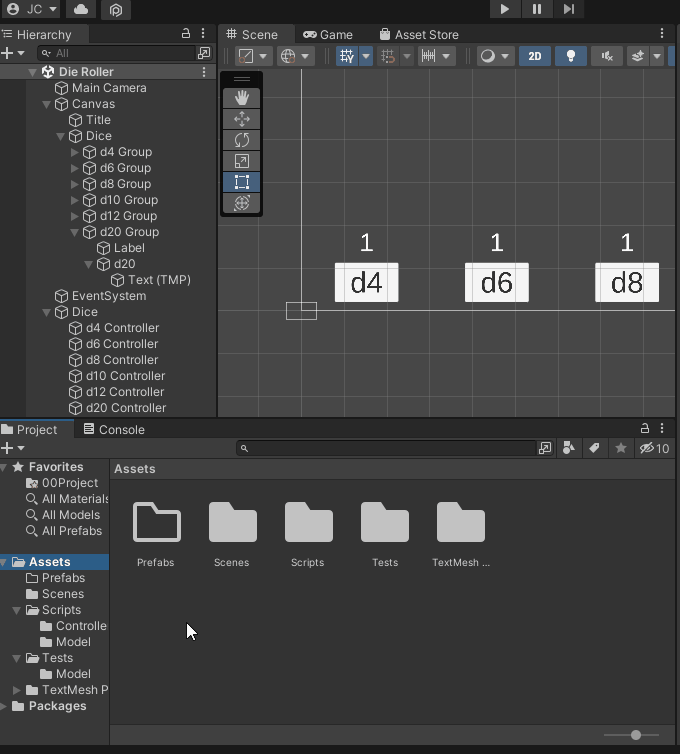 JC
Hierarchy
All
Die Roller
Main Camera
Canvas
Title
Dice
d4 Group
d6 Group
d8 Group
d10 Group
d12 Group
d20 Group
Label
d20
Text (TMP)
EventSystem
Dice
d4 Controller
d6 Controller
d8 Controller
d10 Controller
d12 Controller
d20 Controller
Scene
Game
Asset Store
2D
1
1
1
d4
d6
d8
Project
Console
10
Favorites
00Project
All Materials
All Models
All Prefabs
Assets
Prefabs
Scenes
Scripts
Controlle
Model
Tests
Model
TextMesh P
Packages
Assets
Prefabs
Scenes
Scripts
Tests
TextMesh ...